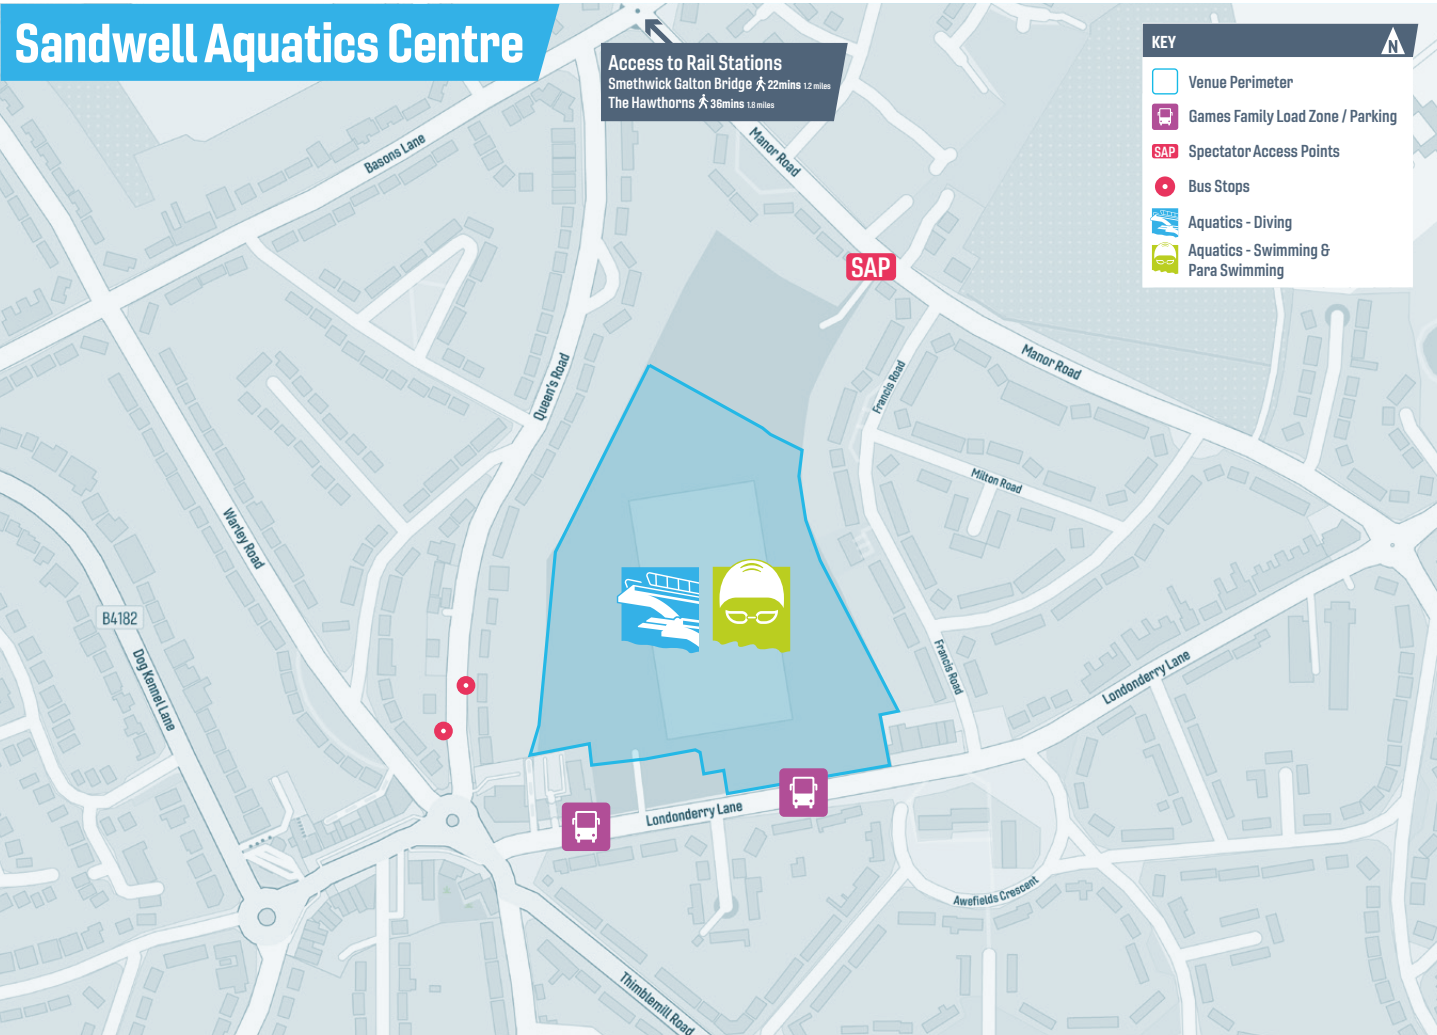 Sandwell Aquatics Centre
Access to Rail Stations
Smethwick Galton Bridge 22mins 1.2 miles
The Hawthorns 36mins 1.8 miles
KEY
N
Venue Perimeter
Games Family Load Zone / Parking
SAP Spectator Access Points
Bus Stops
Aquatics - Diving
Aquatics - Swimming &
Para Swimming
Basons Lane
Manor Road
SAP
Queen's Road
Manor Road
Francis Road
Milton Road
Warley Road
B4182
Dog Kennel Lane
Francis Road
Londonderry Lane
Londonderry Lane
Awefields Crescent
Thimblemill Road